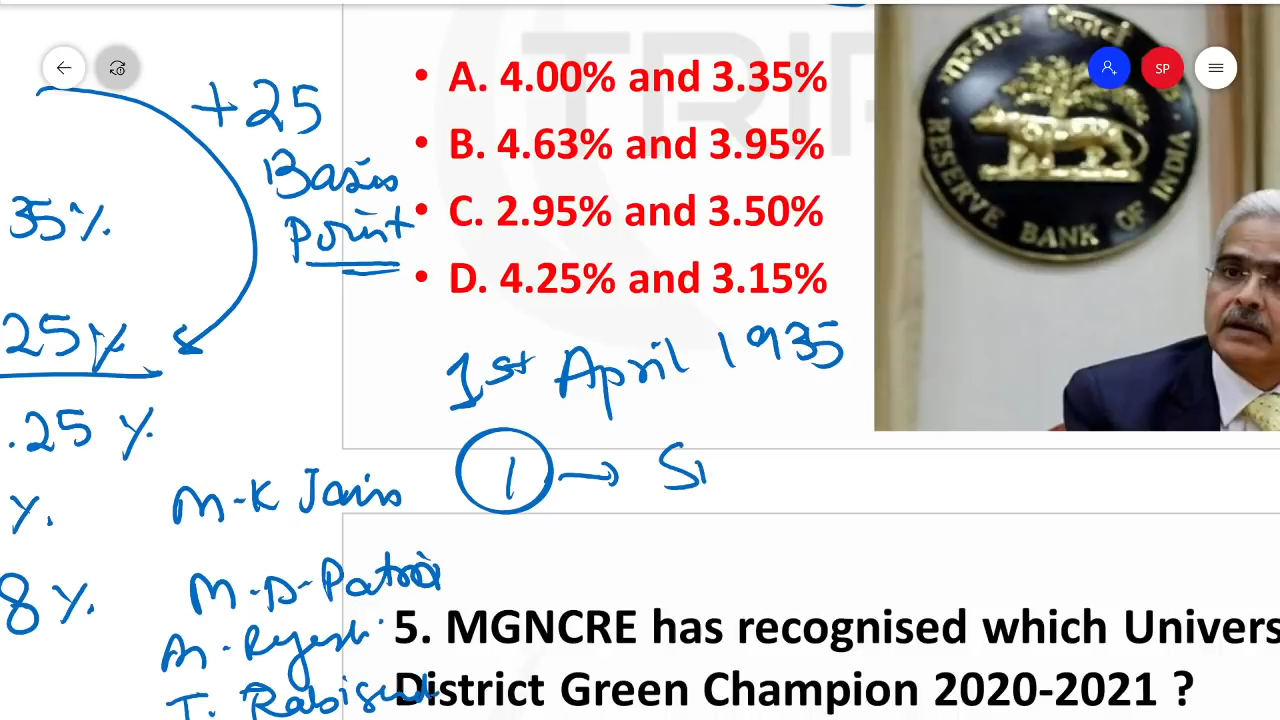 +25
Basis
Point
35%
25%
.25 %
%
8 %
A. 4.00% and 3.35%
B. 4.63% and 3.95%
C. 2.95% and 3.50%
D. 4.25% and 3.15%
भारतीय रिज़र्व
RESERVE BANK OF INDIA
SP
1st April 1935
1 → S
M-K Jain
M-D-Patra
5. MGNCRE has recognised which Univers
District Green Champion 2020-2021 ?